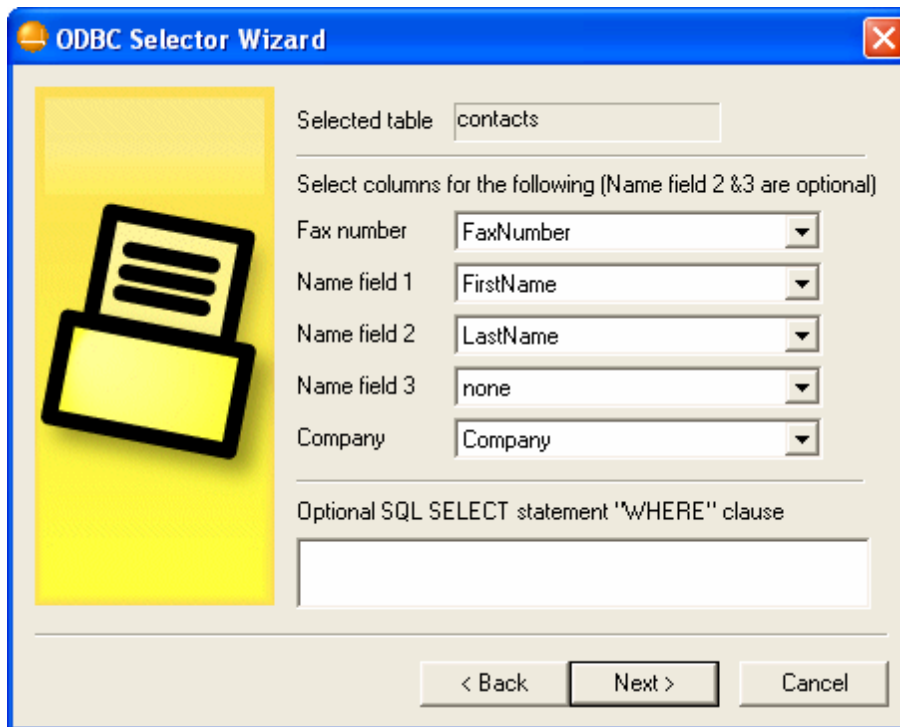 ODBC Selector Wizard
Selected table contacts
Select columns for the following (Name field 2 &3 are optional)
Fax number FaxNumber
Name field 1 FirstName
Name field 2 LastName
Name field 3 none
Company Company
Optional SQL SELECT statement "WHERE" clause
< Back Next > Cancel